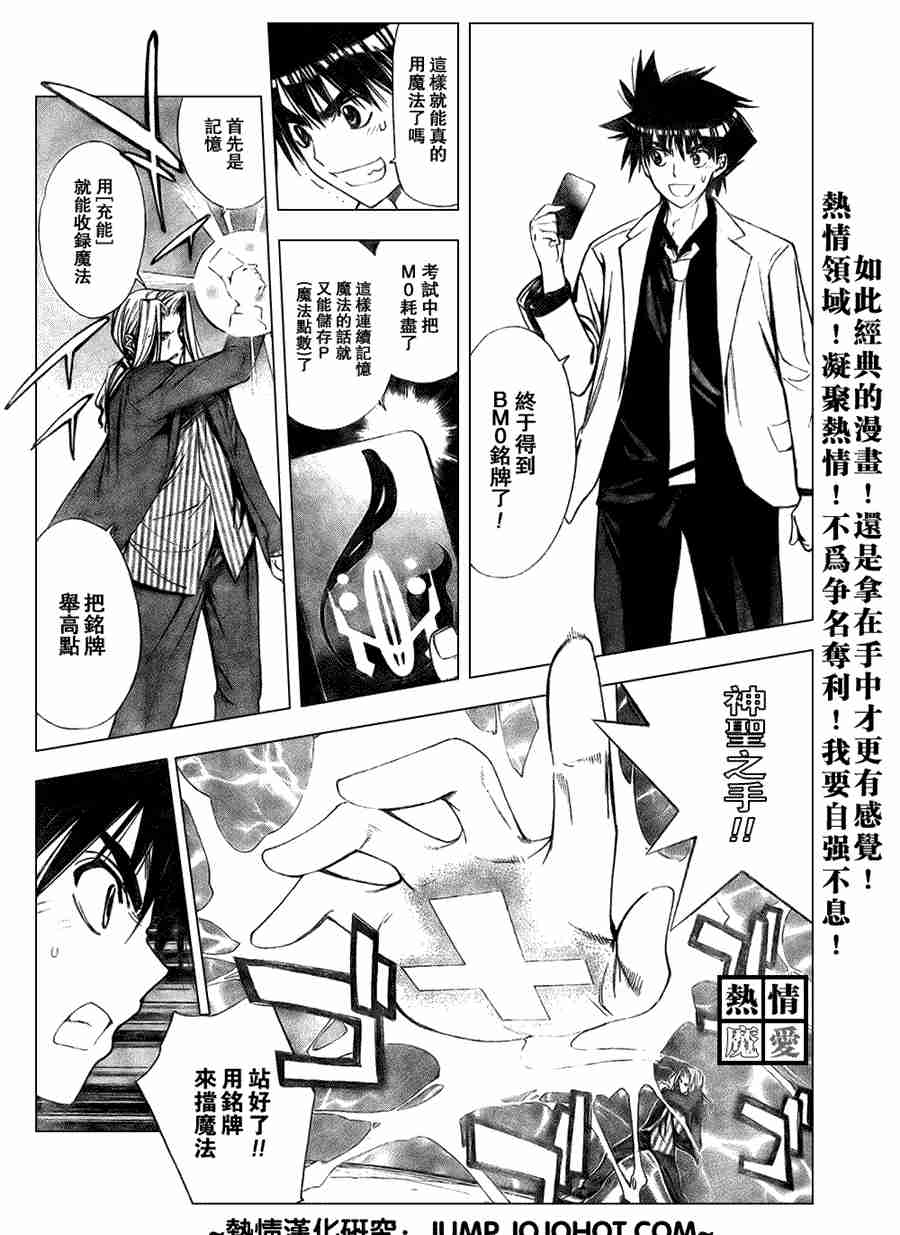 終于得到
BM0銘牌了!
這樣就能真的
用魔法了嗎
考試中把
M0耗盡了
這樣連續記憶
魔法的話就
又能儲存P
(魔法點數)了
首先是
記憶
用[充能]
就能收録魔法
把銘牌
舉高點
神聖之手!!
ゴゴゴゴ
站好了!!
用銘牌
來擋魔法
如此經典的漫畫!還是拿在手中才更有感覺!
熱情領域!凝聚熱情!不爲争名奪利!我要自强不息!
熱情
魔愛
~熱情漢化研究：JUMP.JOJOHOT.COM~